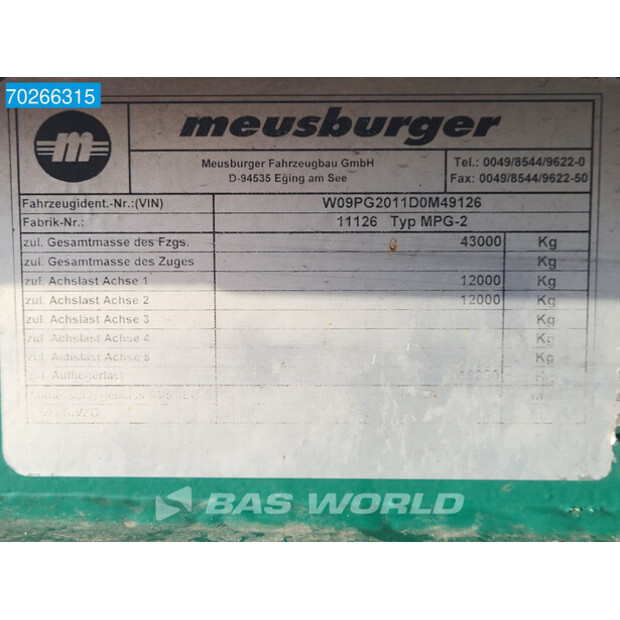 70266315
m
meusburger
Meusburger Fahrzeugbau GmbH
D-94535 Eging am See
Tel.: 0049/8544/9622-0
Fax: 0049/8544/9622-50
Fahrzeugident.-Nr.:(VIN) W09PG2011D0M49126
Fabrik-Nr.: 11126 Typ MPG-2
zul. Gesamtmasse des Fzgs. 43000 Kg
zul. Gesamtmasse des Zuges Kg
zul. Achslast Achse 1 12000 Kg
zul. Achslast Achse 2 12000 Kg
zul. Achslast Achse 3 Kg
zul. Achslast Achse 4 Kg
zul. Achslast Achse 5 Kg
zul. Aufliegerlast
BAS WORLD